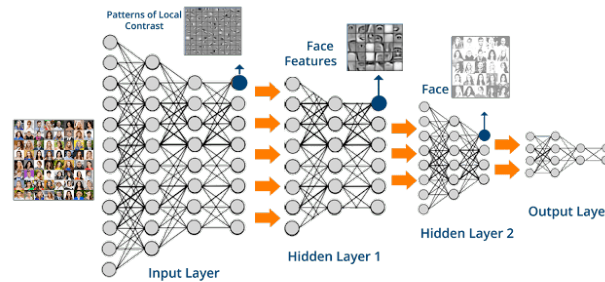 Patterns of Local
Contrast
Face
Features
Face
Input Layer
Hidden Layer 1
Hidden Layer 2
Output Laye